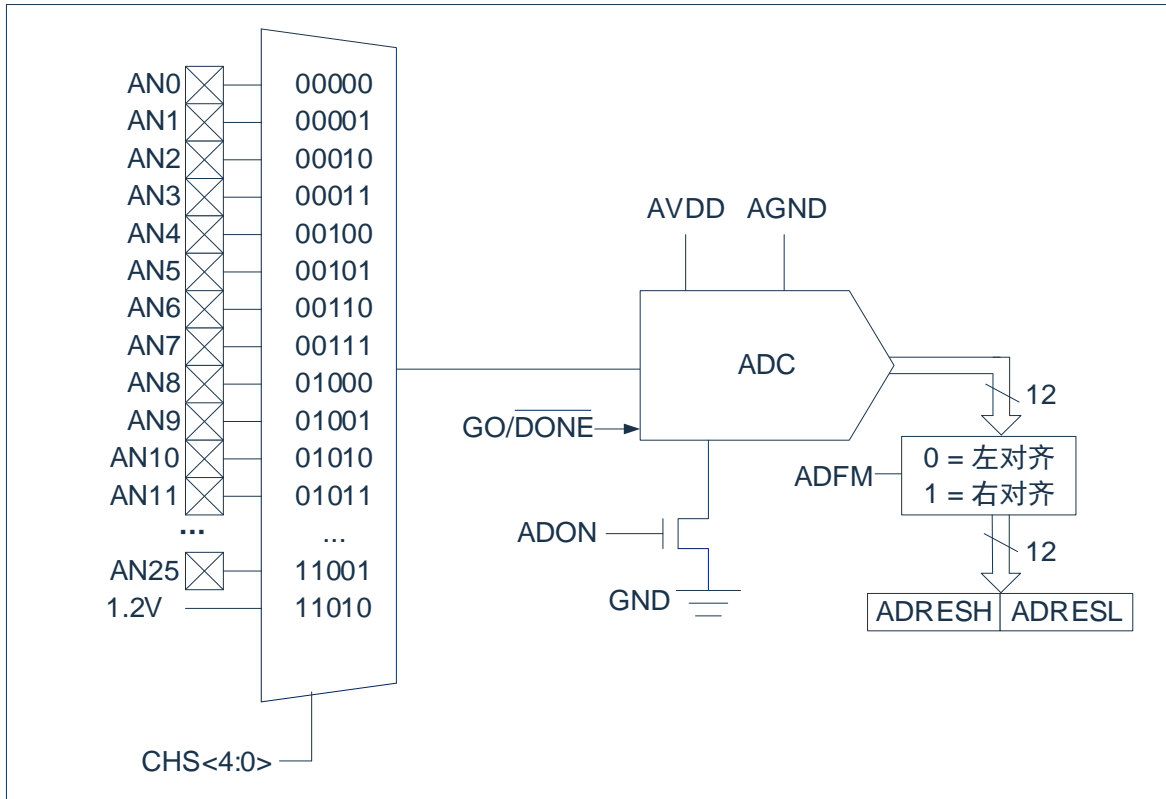 AN0 00000
AN1 00001
AN2 00010
AN3 00011
AN4 00100
AN5 00101
AN6 00110
AN7 00111
AN8 01000
AN9 01001
AN10 01010
AN11 01011
... ...
AN25 11001
1.2V 11010
CHS<4:0>
AVDD AGND
ADC
GO/DONE
ADON
GND
12
ADFM
0 = 左对齐
1 = 右对齐
12
ADRESH ADRESL